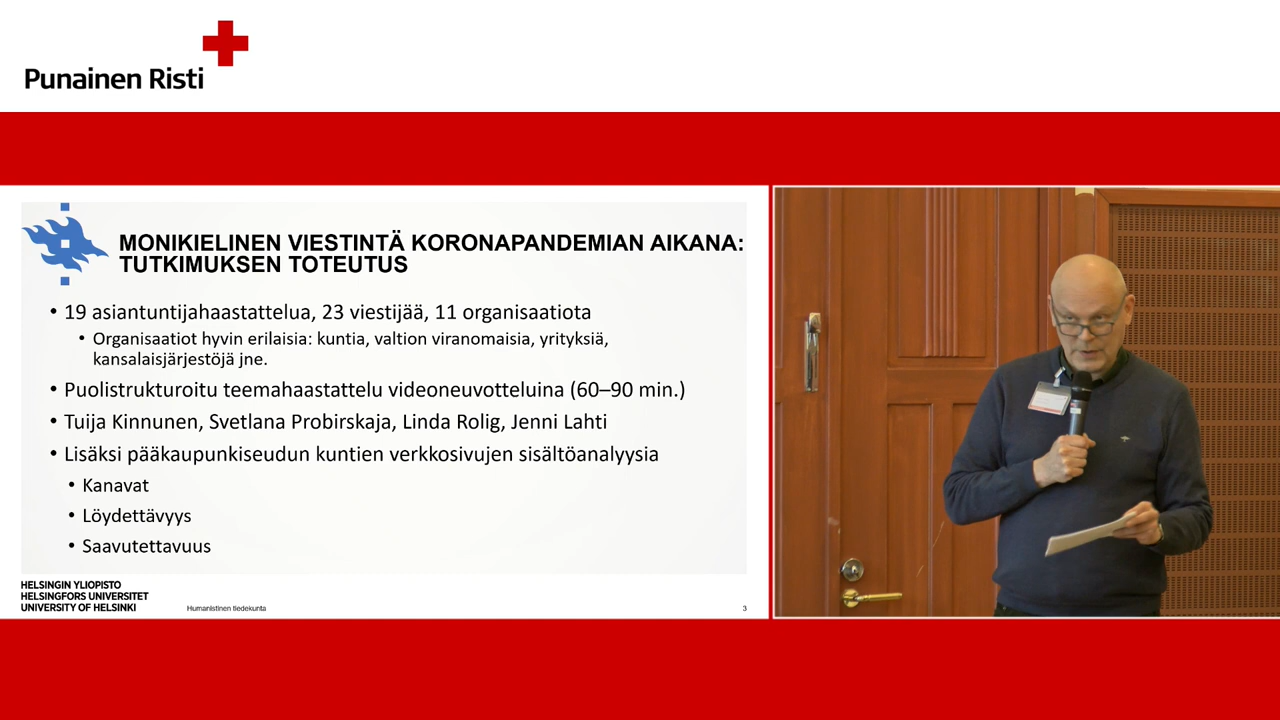 Punainen Risti
MONIKIELINEN VIESTINTÄ KORONAPANDEMIAN AIKANA:
TUTKIMUKSEN TOTEUTUS
• 19 asiantuntijahaastattelua, 23 viestijää, 11 organisaatiota
• Organisaatiot hyvin erilaisia: kuntia, valtion viranomaisia, yrityksiä,
kansalaisjärjestöjä jne.
• Puolistrukturoitu teemahaastattelu videoneuvotteluina (60–90 min.)
• Tuija Kinnunen, Svetlana Probirskaja, Linda Rolig, Jenni Lahti
• Lisäksi pääkaupunkiseudun kuntien verkkosivujen sisältöanalyysia
• Kanavat
• Löydettävyys
• Saavutettavuus
HELSINGIN YLIOPISTO
HELSINGFORS UNIVERSITET
UNIVERSITY OF HELSINKI
Humanistinen tiedekunta
3